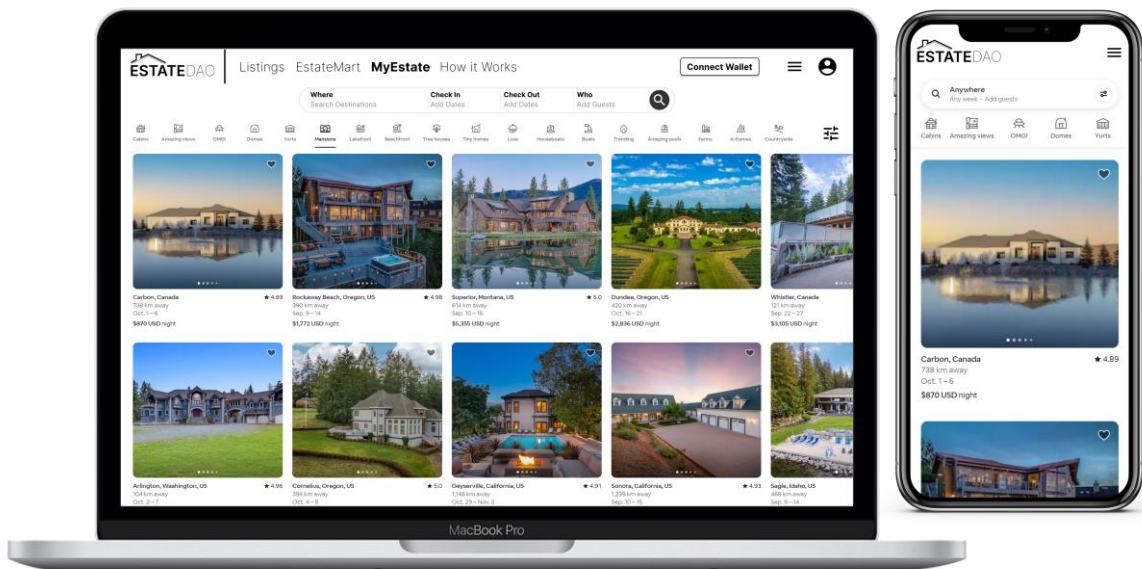 ESTATEDAO
Listings EstateMart MyEstate How it Works
Connect Wallet
Where Check In Check Out Who
Search Destinations Add Dates Add Dates Add Guests
Cabins Amazing views OMG! Domes Yurts Mansions Lakefront Beachfront Tree houses Tiny homes Luxe Houseboats Boats Trending Amazing pools Farms A-frames Countryside
Carbon, Canada ★ 4.89
738 km away
Oct. 1 – 6
$870 USD night
Rockaway Beach, Oregon, US ★ 4.98
390 km away
Sep. 9 – 14
$1,772 USD night
Superior, Montana, US ★ 5.0
614 km away
Sep. 10 – 15
$5,355 USD night
Dundee, Oregon, US
420 km away
Oct. 16 – 21
$2,836 USD night
Whistler, Canada
121 km away
Sep. 22 – 27
$3,105 USD night
Arlington, Washington, US ★ 4.96
104 km away
Oct. 2 – 7
Cornelius, Oregon, US ★ 5.0
394 km away
Oct. 4 – 9
Geyserville, California, US ★ 4.91
1,148 km away
Oct. 29 – Nov. 3
Sonora, California, US ★ 4.93
1,239 km away
Sep. 10 – 15
Sagle, Idaho, US
468 km away
Sep. 9 – 14
MacBook Pro
ESTATEDAO
Anywhere
Any week · Add guests
Cabins Amazing views OMG! Domes Yurts
Carbon, Canada ★ 4.89
738 km away
Oct. 1 – 6
$870 USD night